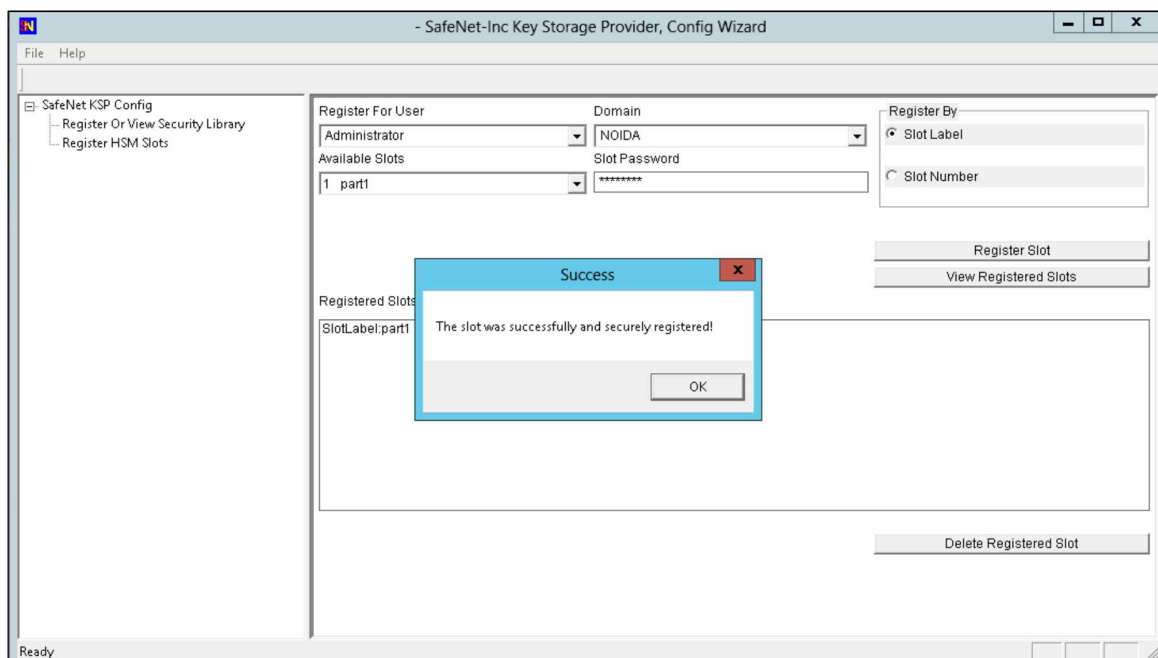 - SafeNet-Inc Key Storage Provider, Config Wizard
File Help
SafeNet KSP Config
Register Or View Security Library
Register HSM Slots
Register For User
Domain
Register By
Administrator
NOIDA
Slot Label
Available Slots
Slot Password
1 part1
********
Slot Number
Register Slot
View Registered Slots
Success
Registered Slots
SlotLabel:part1
The slot was successfully and securely registered!
OK
Delete Registered Slot
Ready